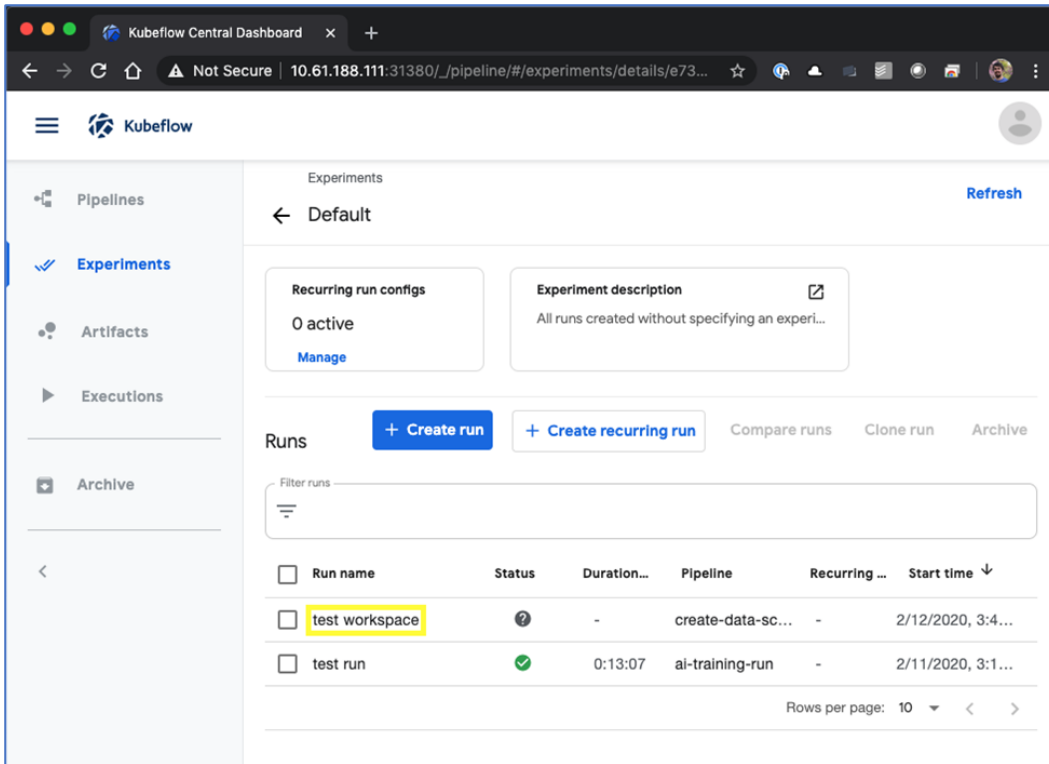 Kubeflow Central Dashboard
Not Secure | 10.61.188.111:31380/_/pipeline/#/experiments/details/e73...
Kubeflow
Pipelines
Experiments
Artifacts
Executions
Archive
Experiments
Default
Refresh
Recurring run configs
0 active
Manage
Experiment description
All runs created without specifying an experi...
Runs
+ Create run
+ Create recurring run
Compare runs
Clone run
Archive
Filter runs
Run name Status Duration... Pipeline Recurring ... Start time
test workspace - create-data-sc... - 2/12/2020, 3:4...
test run 0:13:07 ai-training-run - 2/11/2020, 3:1...
Rows per page: 10